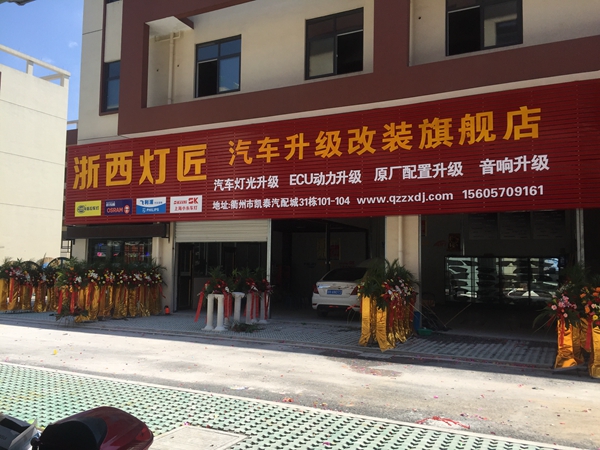 浙西灯匠 汽车升级改装旗舰店
汽车灯光升级 ECU动力升级 原厂配置升级 音响升级
地址:衢州市凯泰汽配城31栋101-104 www.qzzxdj.com 15605709161
OSRAM
PHILIPS